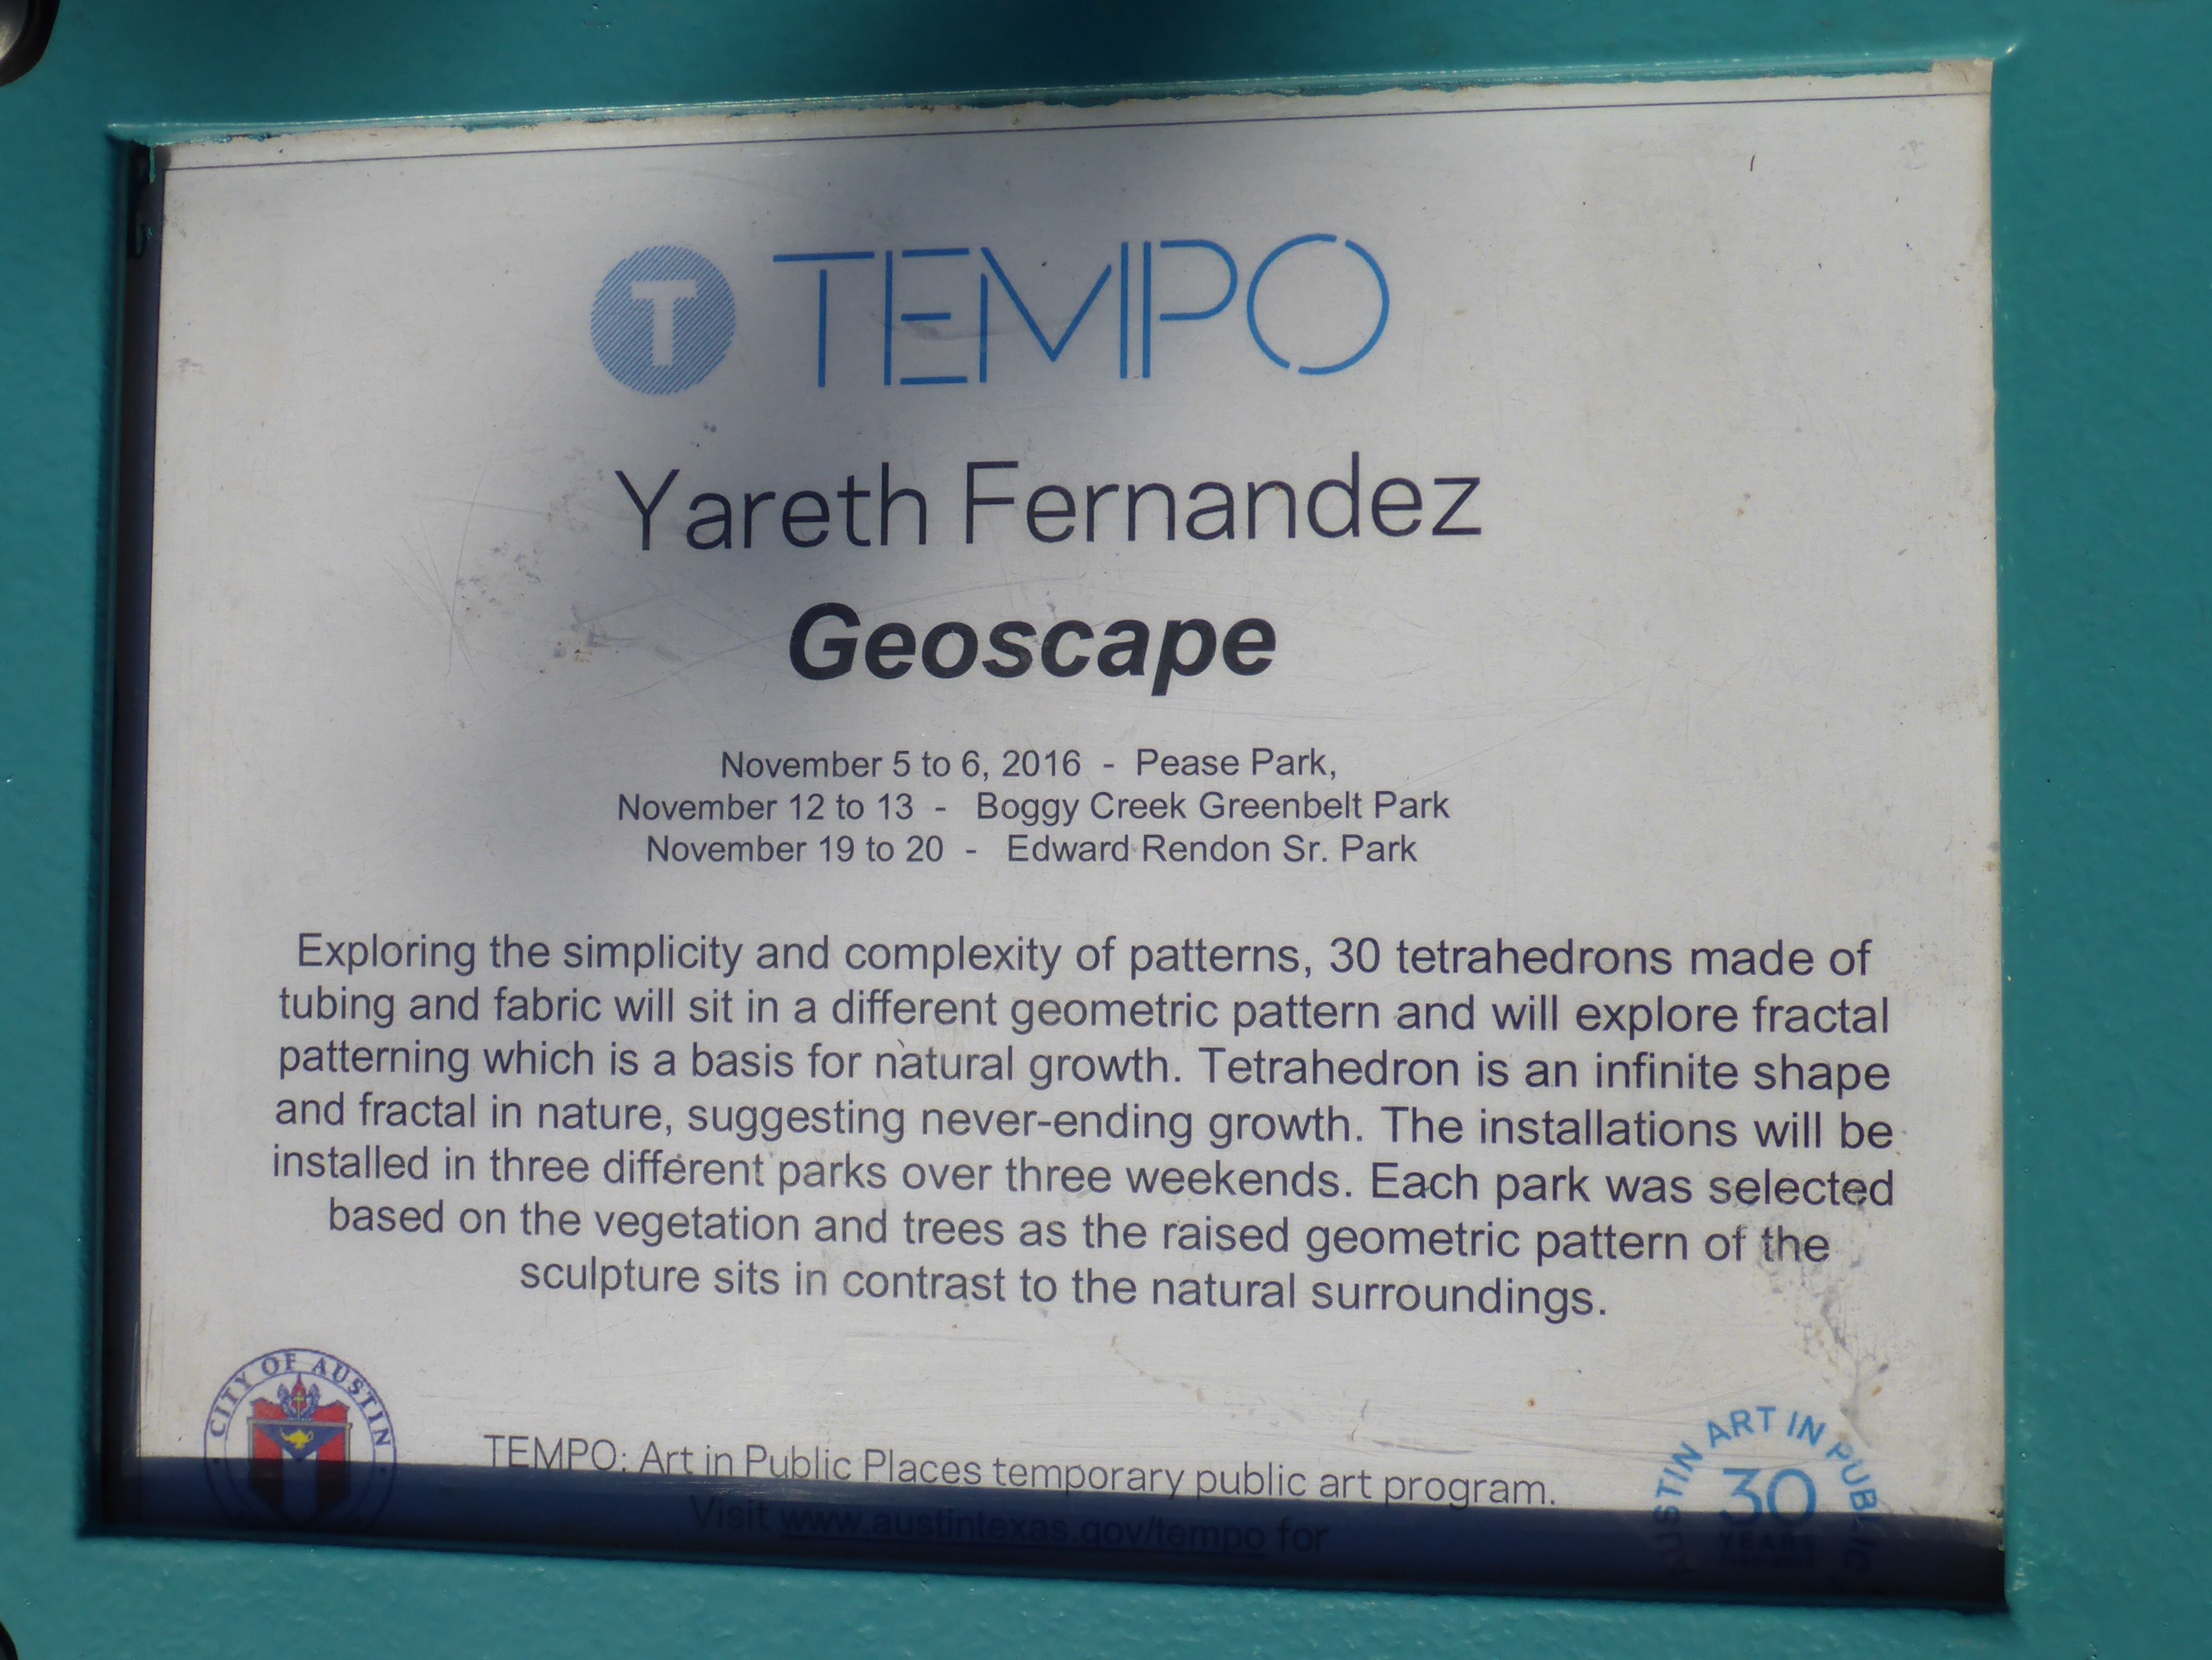 T TEMPO
Yareth Fernandez
Geoscape
November 5 to 6, 2016 - Pease Park,
November 12 to 13 - Boggy Creek Greenbelt Park
November 19 to 20 - Edward Rendon Sr. Park
Exploring the simplicity and complexity of patterns, 30 tetrahedrons made of
tubing and fabric will sit in a different geometric pattern and will explore fractal
patterning which is a basis for natural growth. Tetrahedron is an infinite shape
and fractal in nature, suggesting never-ending growth. The installations will be
installed in three different parks over three weekends. Each park was selected
based on the vegetation and trees as the raised geometric pattern of the
sculpture sits in contrast to the natural surroundings.
CITY OF AUSTIN
TEMPO: Art in Public Places temporary public art program.
Visit www.austintexas.gov/tempo for
AUSTIN ART IN PUBLIC
30
YEARS